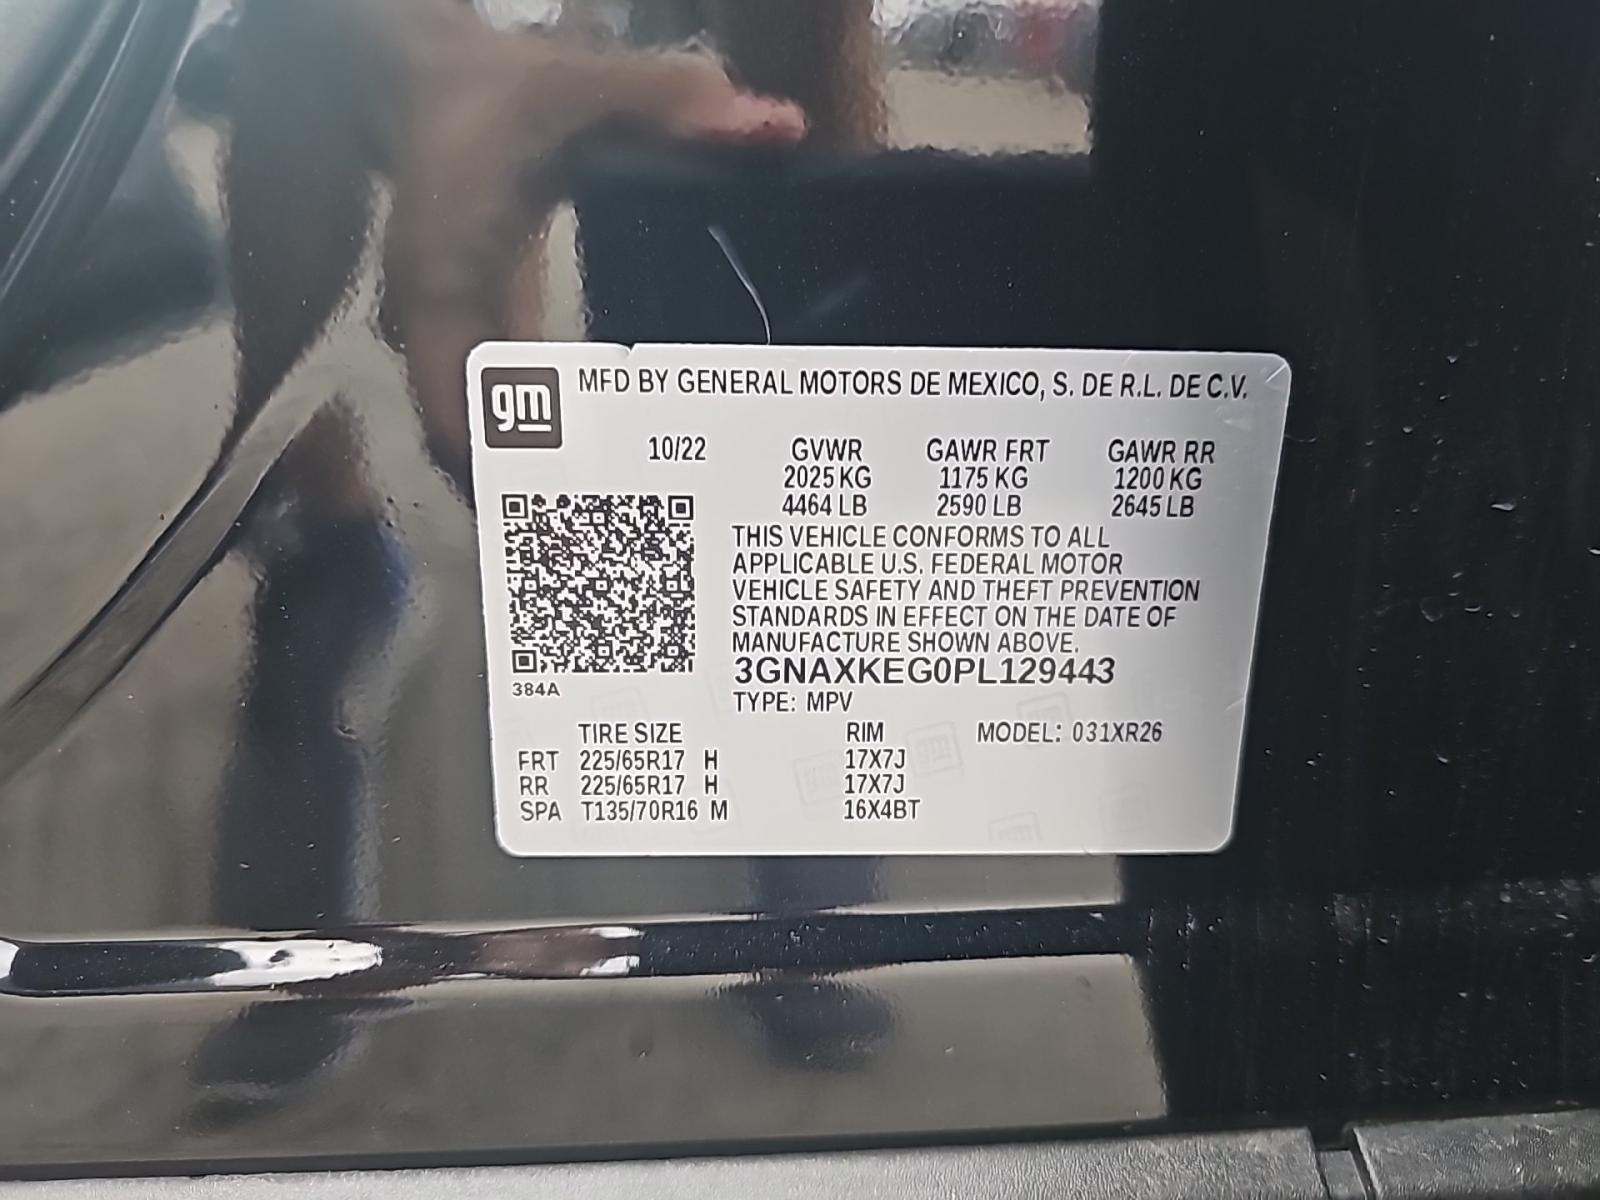 gm
MFD BY GENERAL MOTORS DE MEXICO, S. DE R.L. DE C.V.
10/22 GVWR GAWR FRT GAWR RR
2025 KG 1175 KG 1200 KG
4464 LB 2590 LB 2645 LB
THIS VEHICLE CONFORMS TO ALL
APPLICABLE U.S. FEDERAL MOTOR
VEHICLE SAFETY AND THEFT PREVENTION
STANDARDS IN EFFECT ON THE DATE OF
MANUFACTURE SHOWN ABOVE.
3GNAXKEG0PL129443
384A
TYPE: MPV
TIRE SIZE RIM MODEL: 031XR26
FRT 225/65R17 H 17X7J
RR 225/65R17 H 17X7J
SPA T135/70R16 M 16X4BT